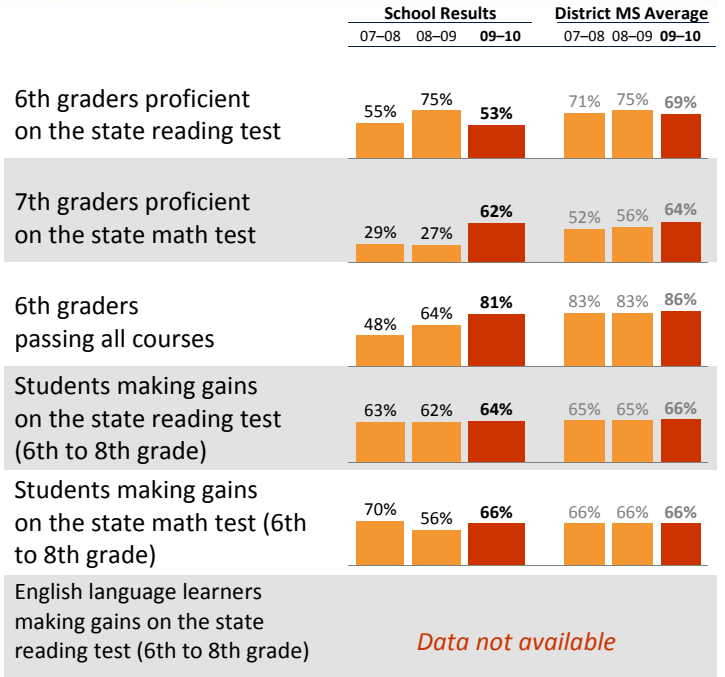 School Results District MS Average
07–08 08–09 09–10 07–08 08–09 09–10
6th graders proficient
on the state reading test
55% 75% 53% 71% 75% 69%
7th graders proficient
on the state math test
29% 27% 62% 52% 56% 64%
6th graders
passing all courses
48% 64% 81% 83% 83% 86%
Students making gains
on the state reading test
(6th to 8th grade)
63% 62% 64% 65% 65% 66%
Students making gains
on the state math test (6th
to 8th grade)
70% 56% 66% 66% 66% 66%
English language learners
making gains on the state
reading test (6th to 8th grade)
Data not available